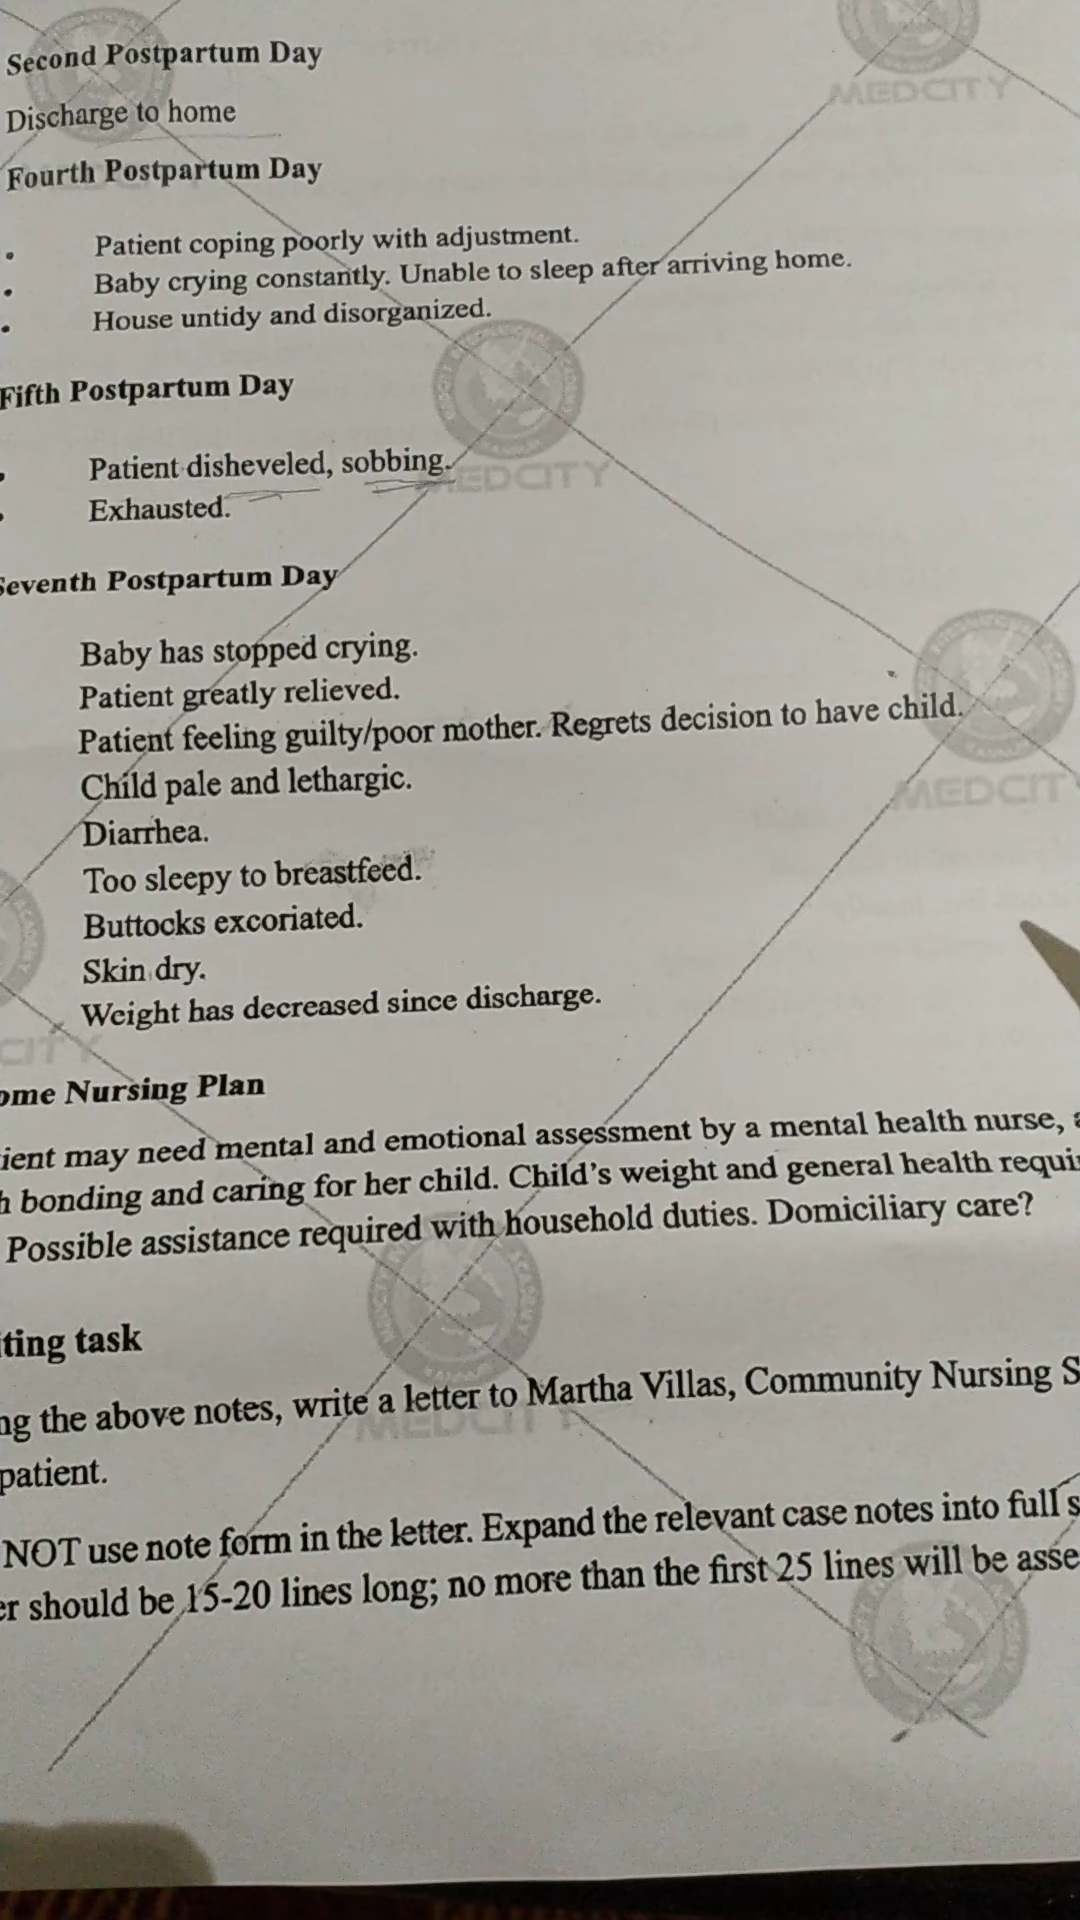 Second Postpartum Day
MEDCITY
Discharge to home
Fourth Postpartum Day
Patient coping poorly with adjustment.
Baby crying constantly. Unable to sleep after arriving home.
House untidy and disorganized.
Fifth Postpartum Day
Patient disheveled, sobbing.
MEDCITY
Exhausted.
Seventh Postpartum Day
Baby has stopped crying.
Patient greatly relieved.
Patient feeling guilty/poor mother. Regrets decision to have child.
Child pale and lethargic.
MEDCIT
Diarrhea.
Too sleepy to breastfeed.
Buttocks excoriated.
Skin dry.
Weight has decreased since discharge.
CITY
ome Nursing Plan
ient may need mental and emotional assessment by a mental health nurse, a
h bonding and caring for her child. Child's weight and general health requi
Possible assistance required with household duties. Domiciliary care?
ting task
ng the above notes, write a letter to Martha Villas, Community Nursing S
MEDCITY
patient.
NOT use note form in the letter. Expand the relevant case notes into full s
er should be 15-20 lines long; no more than the first 25 lines will be asse